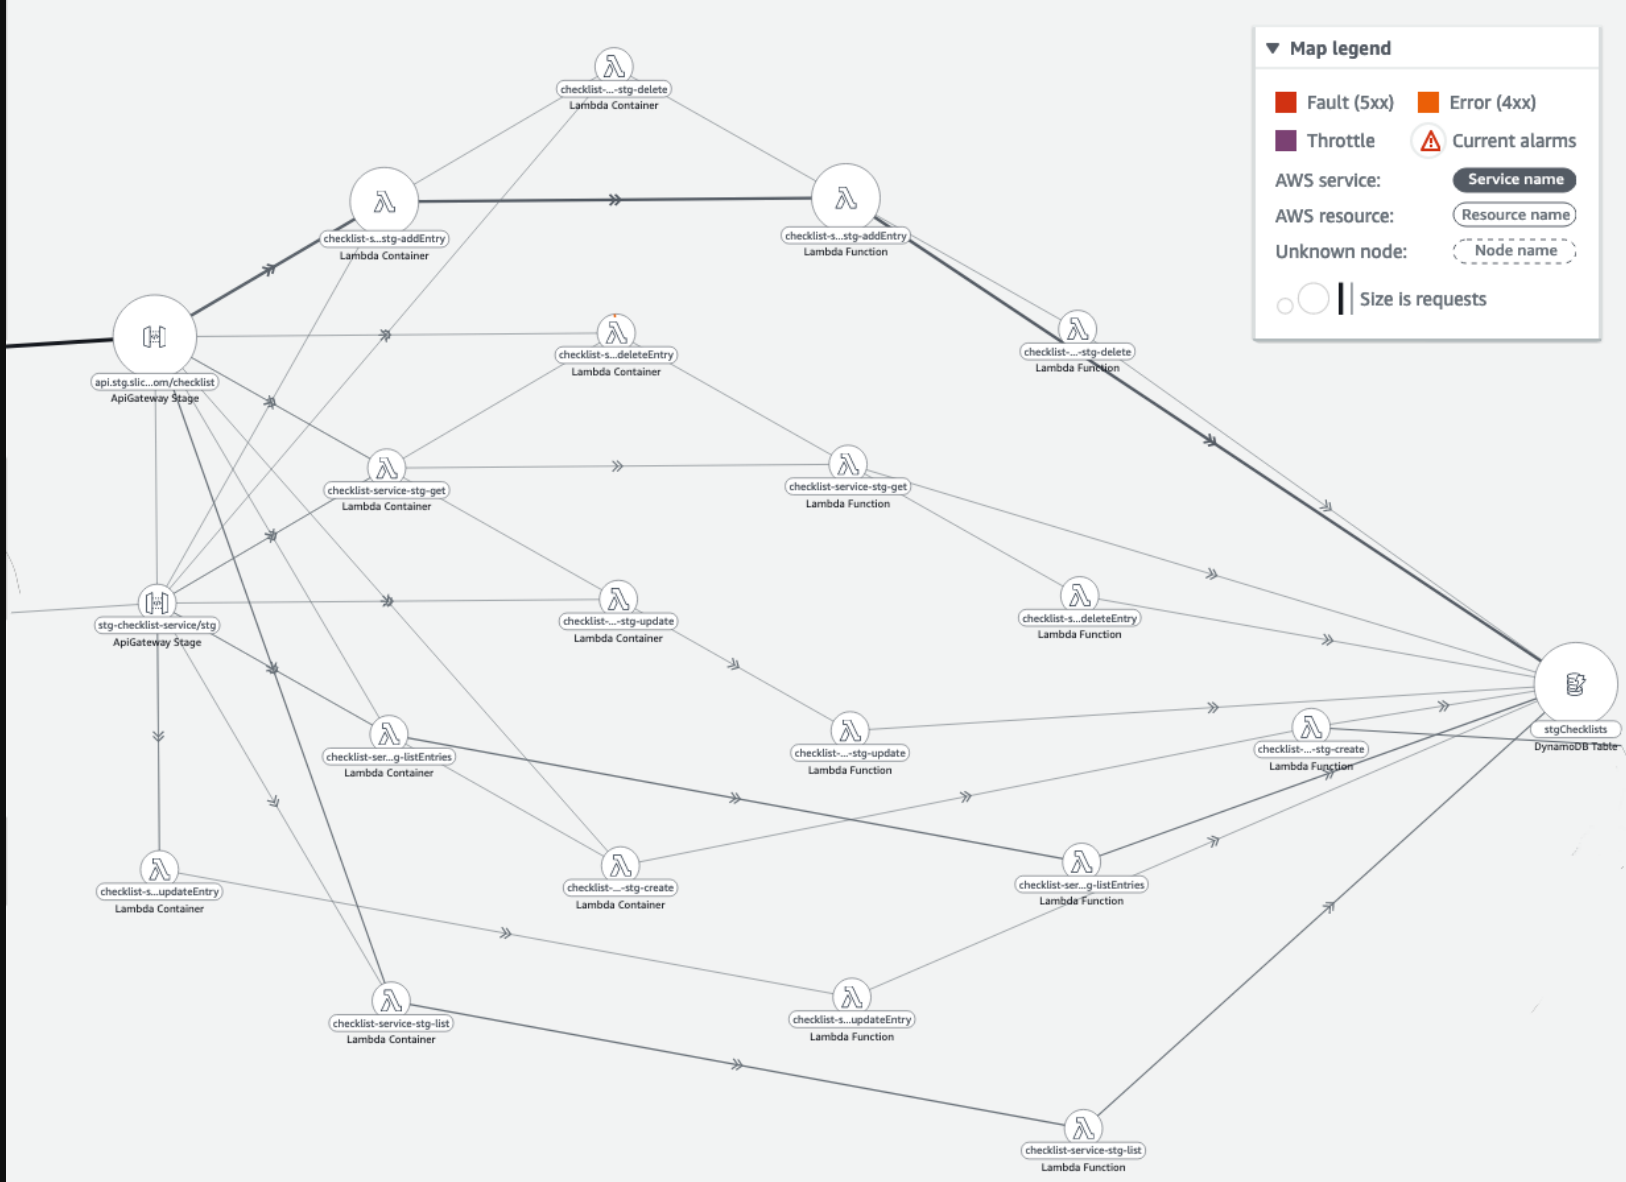 Map legend
Fault (5xx)
Error (4xx)
Throttle
Current alarms
AWS service:
Service name
AWS resource:
Resource name
Unknown node:
Node name
Size is requests
checklist-...-stg-delete
Lambda Container
checklist-s...stg-addEntry
Lambda Container
checklist-s...stg-addEntry
Lambda Function
api.stg.slic...om/checklist
ApiGateway Stage
checklist-s...deleteEntry
Lambda Container
checklist-...-stg-delete
Lambda Function
checklist-service-stg-get
Lambda Container
checklist-service-stg-get
Lambda Function
stg-checklist-service/stg
ApiGateway Stage
checklist-...-stg-update
Lambda Container
checklist-s...deleteEntry
Lambda Function
checklist-ser...g-listEntries
Lambda Container
checklist-...-stg-update
Lambda Function
checklist-...-stg-create
Lambda Function
stgChecklists
DynamoDB Table
checklist-s...updateEntry
Lambda Container
checklist-...-stg-create
Lambda Container
checklist-ser...g-listEntries
Lambda Function
checklist-service-stg-list
Lambda Container
checklist-s...updateEntry
Lambda Function
checklist-service-stg-list
Lambda Function